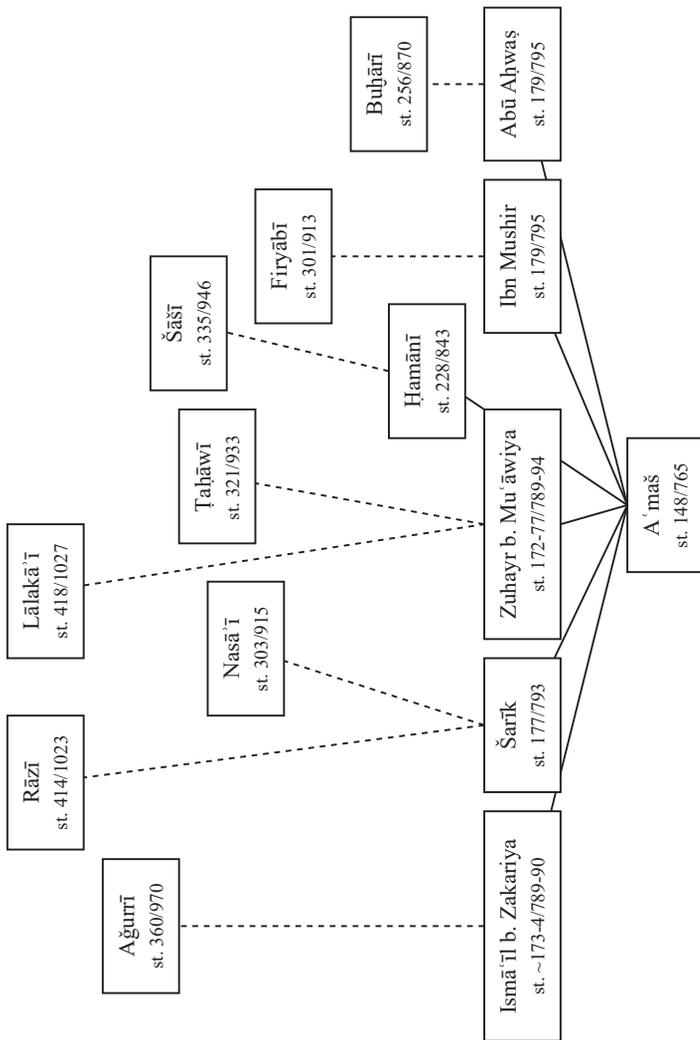 Rāzī
st. 414/1023
Lālakāʾī
st. 418/1027
Aǧurrī
st. 360/970
Šāšī
st. 335/946
Ṭaḥāwī
st. 321/933
Nasāʾī
st. 303/915
Firyābī
st. 301/913
Buḫārī
st. 256/870
Ḥamānī
st. 228/843
Ismāʿīl b. Zakariya
st. ~173-4/789-90
Šarīk
st. 177/793
Zuhayr b. Muʿāwiya
st. 172-77/789-94
Ibn Mushir
st. 179/795
Abū Aḥwaṣ
st. 179/795
Aʿmaš
st. 148/765